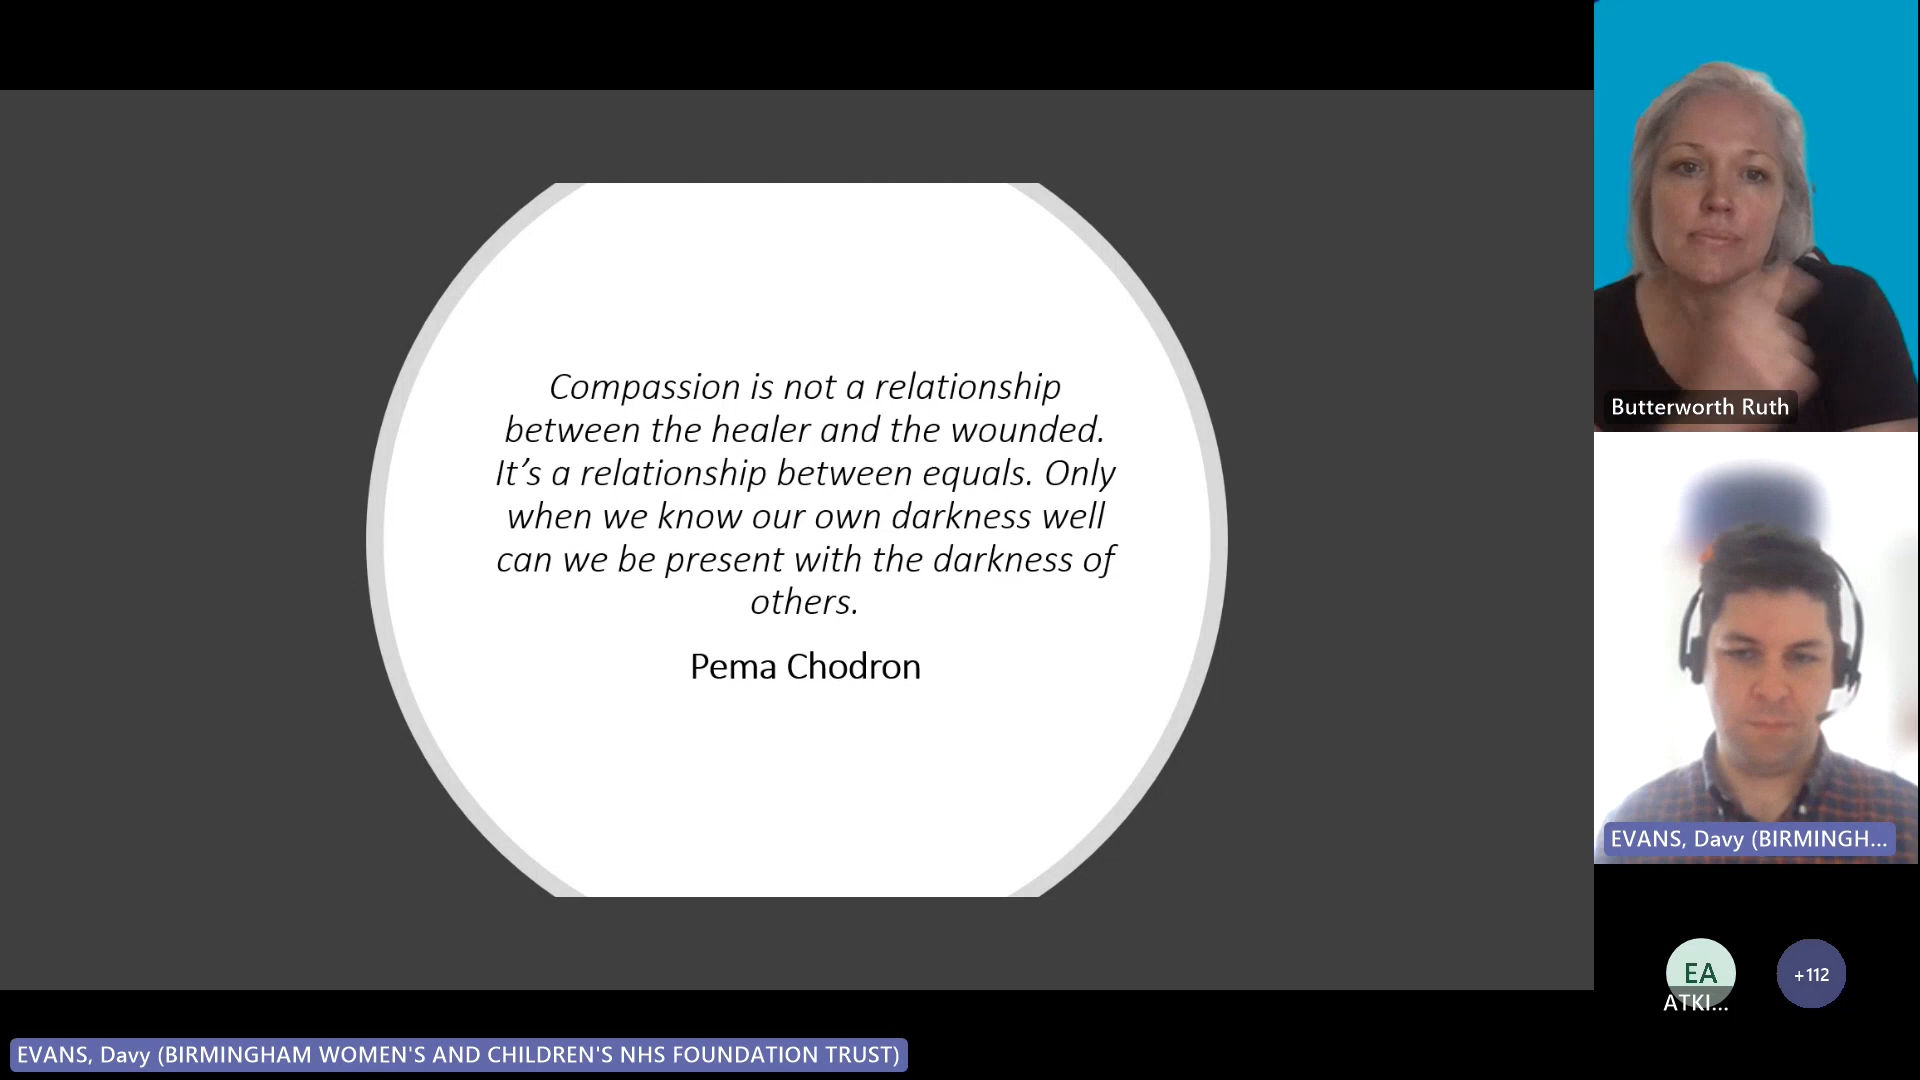 Compassion is not a relationship
between the healer and the wounded.
It's a relationship between equals. Only
when we know our own darkness well
can we be present with the darkness of
others.
Pema Chodron
Butterworth Ruth
EVANS, Davy (BIRMINGH...
EA
ATKI...
+112
EVANS, Davy (BIRMINGHAM WOMEN'S AND CHILDREN'S NHS FOUNDATION TRUST)